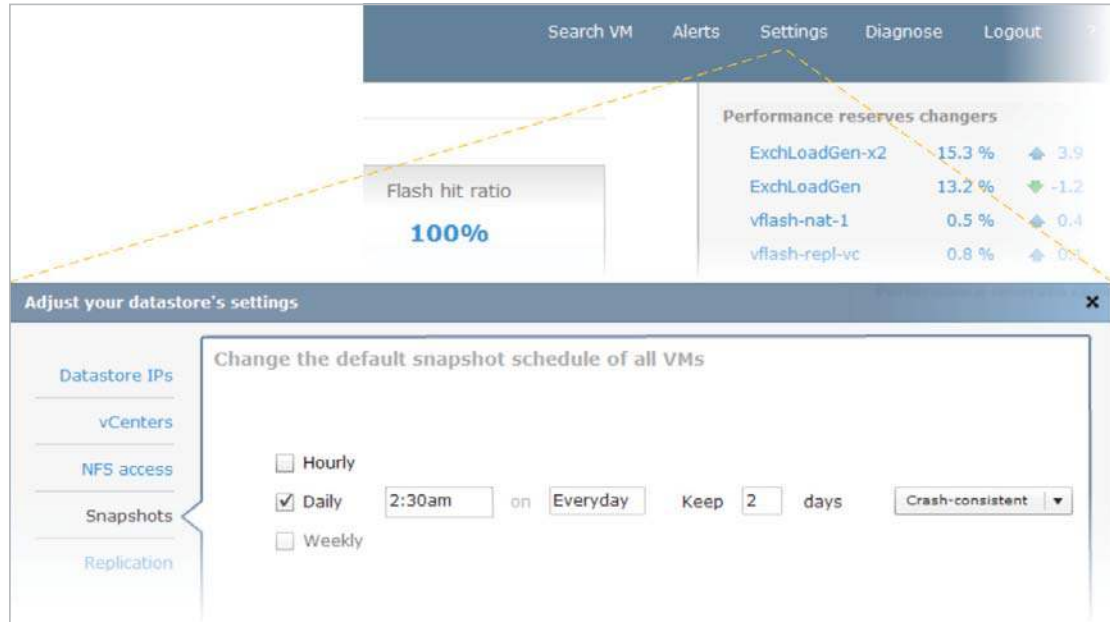 Search VM Alerts Settings Diagnose Logout ?
Performance reserves changers
ExchLoadGen-x2 15.3 % 3.9
ExchLoadGen 13.2 % -1.2
Flash hit ratio
vflash-nat-1 0.5 % 0.4
100%
vflash-repl-vc 0.8 %
Adjust your datastore's settings ×
Change the default snapshot schedule of all VMs
Datastore IPs
vCenters
NFS access
Snapshots
Replication
Hourly
Daily 2:30am on Everyday Keep 2 days Crash-consistent
Weekly